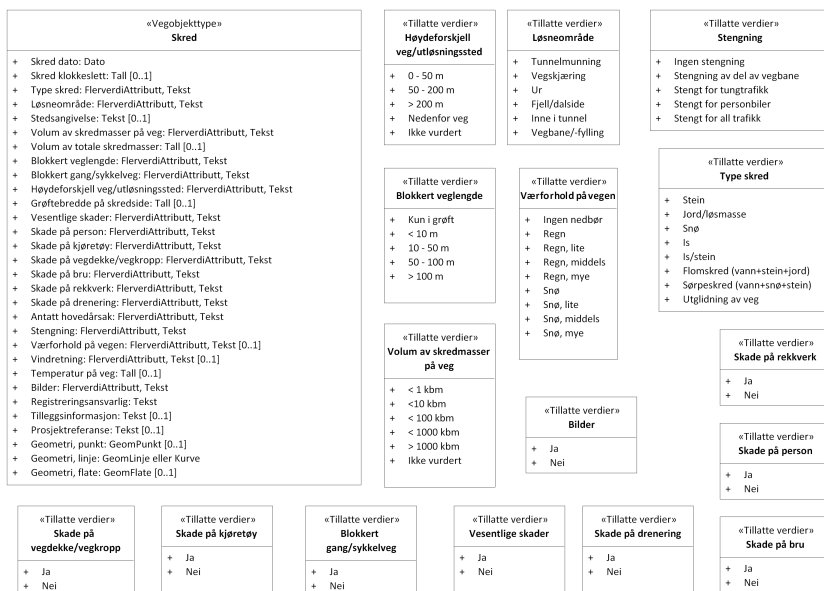 «Vegobjekttype»
Skred
+ Skred dato: Dato
+ Skred klokkeslett: Tall [0..1]
+ Type skred: FlerverdiAttributt, Tekst
+ Løsneområde: FlerverdiAttributt, Tekst
+ Stedsangivelse: Tekst [0..1]
+ Volum av skredmasser på veg: FlerverdiAttributt, Tekst
+ Volum av totale skredmasser: Tall [0..1]
+ Blokkert veglengde: FlerverdiAttributt, Tekst
+ Blokkert gang/sykkelveg: FlerverdiAttributt, Tekst
+ Høydeforskjell veg/utløsningssted: FlerverdiAttributt, Tekst
+ Grøftebredde på skredside: Tall [0..1]
+ Vesentlige skader: FlerverdiAttributt, Tekst
+ Skade på person: FlerverdiAttributt, Tekst
+ Skade på kjøretøy: FlerverdiAttributt, Tekst
+ Skade på vegdekke/vegkropp: FlerverdiAttributt, Tekst
+ Skade på bru: FlerverdiAttributt, Tekst
+ Skade på rekkverk: FlerverdiAttributt, Tekst
+ Skade på drenering: FlerverdiAttributt, Tekst
+ Antatt hovedårsak: FlerverdiAttributt, Tekst
+ Stengning: FlerverdiAttributt, Tekst
+ Værforhold på vegen: FlerverdiAttributt, Tekst [0..1]
+ Vindretning: FlerverdiAttributt, Tekst [0..1]
+ Temperatur på veg: Tall [0..1]
+ Bilder: FlerverdiAttributt, Tekst
+ Registreringsansvarlig: Tekst
+ Tilleggsinformasjon: Tekst [0..1]
+ Prosjektreferanse: Tekst [0..1]
+ Geometri, punkt: GeomPunkt [0..1]
+ Geometri, linje: GeomLinje eller Kurve
+ Geometri, flate: GeomFlate [0..1]
«Tillatte verdier»
Høydeforskjell
veg/utløsningssted
+ 0 - 50 m
+ 50 - 200 m
+ > 200 m
+ Nedenfor veg
+ Ikke vurdert
«Tillatte verdier»
Løsneområde
+ Tunnelmunning
+ Vegskjæring
+ Ur
+ Fjell/dalside
+ Inne i tunnel
+ Vegbane/-fylling
«Tillatte verdier»
Stengning
+ Ingen stengning
+ Stengning av del av vegbane
+ Stengt for tungtrafikk
+ Stengt for personbiler
+ Stengt for all trafikk
«Tillatte verdier»
Blokkert veglengde
+ Kun i grøft
+ < 10 m
+ 10 - 50 m
+ 50 - 100 m
+ > 100 m
«Tillatte verdier»
Værforhold på vegen
+ Ingen nedbør
+ Regn
+ Regn, lite
+ Regn, middels
+ Regn, mye
+ Snø
+ Snø, lite
+ Snø, middels
+ Snø, mye
«Tillatte verdier»
Type skred
+ Stein
+ Jord/løsmasse
+ Snø
+ Is
+ Is/stein
+ Flomskred (vann+stein+jord)
+ Sørpeskred (vann+snø+stein)
+ Utglidning av veg
«Tillatte verdier»
Volum av skredmasser
på veg
+ < 1 kbm
+ <10 kbm
+ < 100 kbm
+ < 1000 kbm
+ > 1000 kbm
+ Ikke vurdert
«Tillatte verdier»
Bilder
+ Ja
+ Nei
«Tillatte verdier»
Skade på rekkverk
+ Ja
+ Nei
«Tillatte verdier»
Skade på person
+ Ja
+ Nei
«Tillatte verdier»
Skade på
vegdekke/vegkropp
+ Ja
+ Nei
«Tillatte verdier»
Skade på kjøretøy
+ Ja
+ Nei
«Tillatte verdier»
Blokkert
gang/sykkelveg
+ Ja
+ Nei
«Tillatte verdier»
Vesentlige skader
+ Ja
+ Nei
«Tillatte verdier»
Skade på drenering
+ Ja
+ Nei
«Tillatte verdier»
Skade på bru
+ Ja
+ Nei